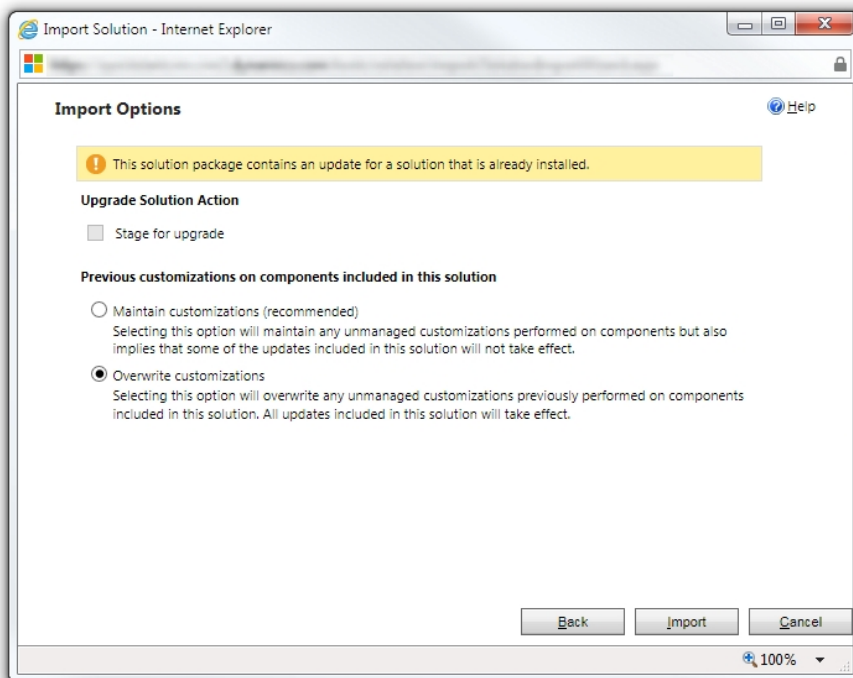 Import Solution - Internet Explorer
Import Options
Help
This solution package contains an update for a solution that is already installed.
Upgrade Solution Action
Stage for upgrade
Previous customizations on components included in this solution
Maintain customizations (recommended)
Selecting this option will maintain any unmanaged customizations performed on components but also
implies that some of the updates included in this solution will not take effect.
Overwrite customizations
Selecting this option will overwrite any unmanaged customizations previously performed on components
included in this solution. All updates included in this solution will take effect.
Back
Import
Cancel
100%